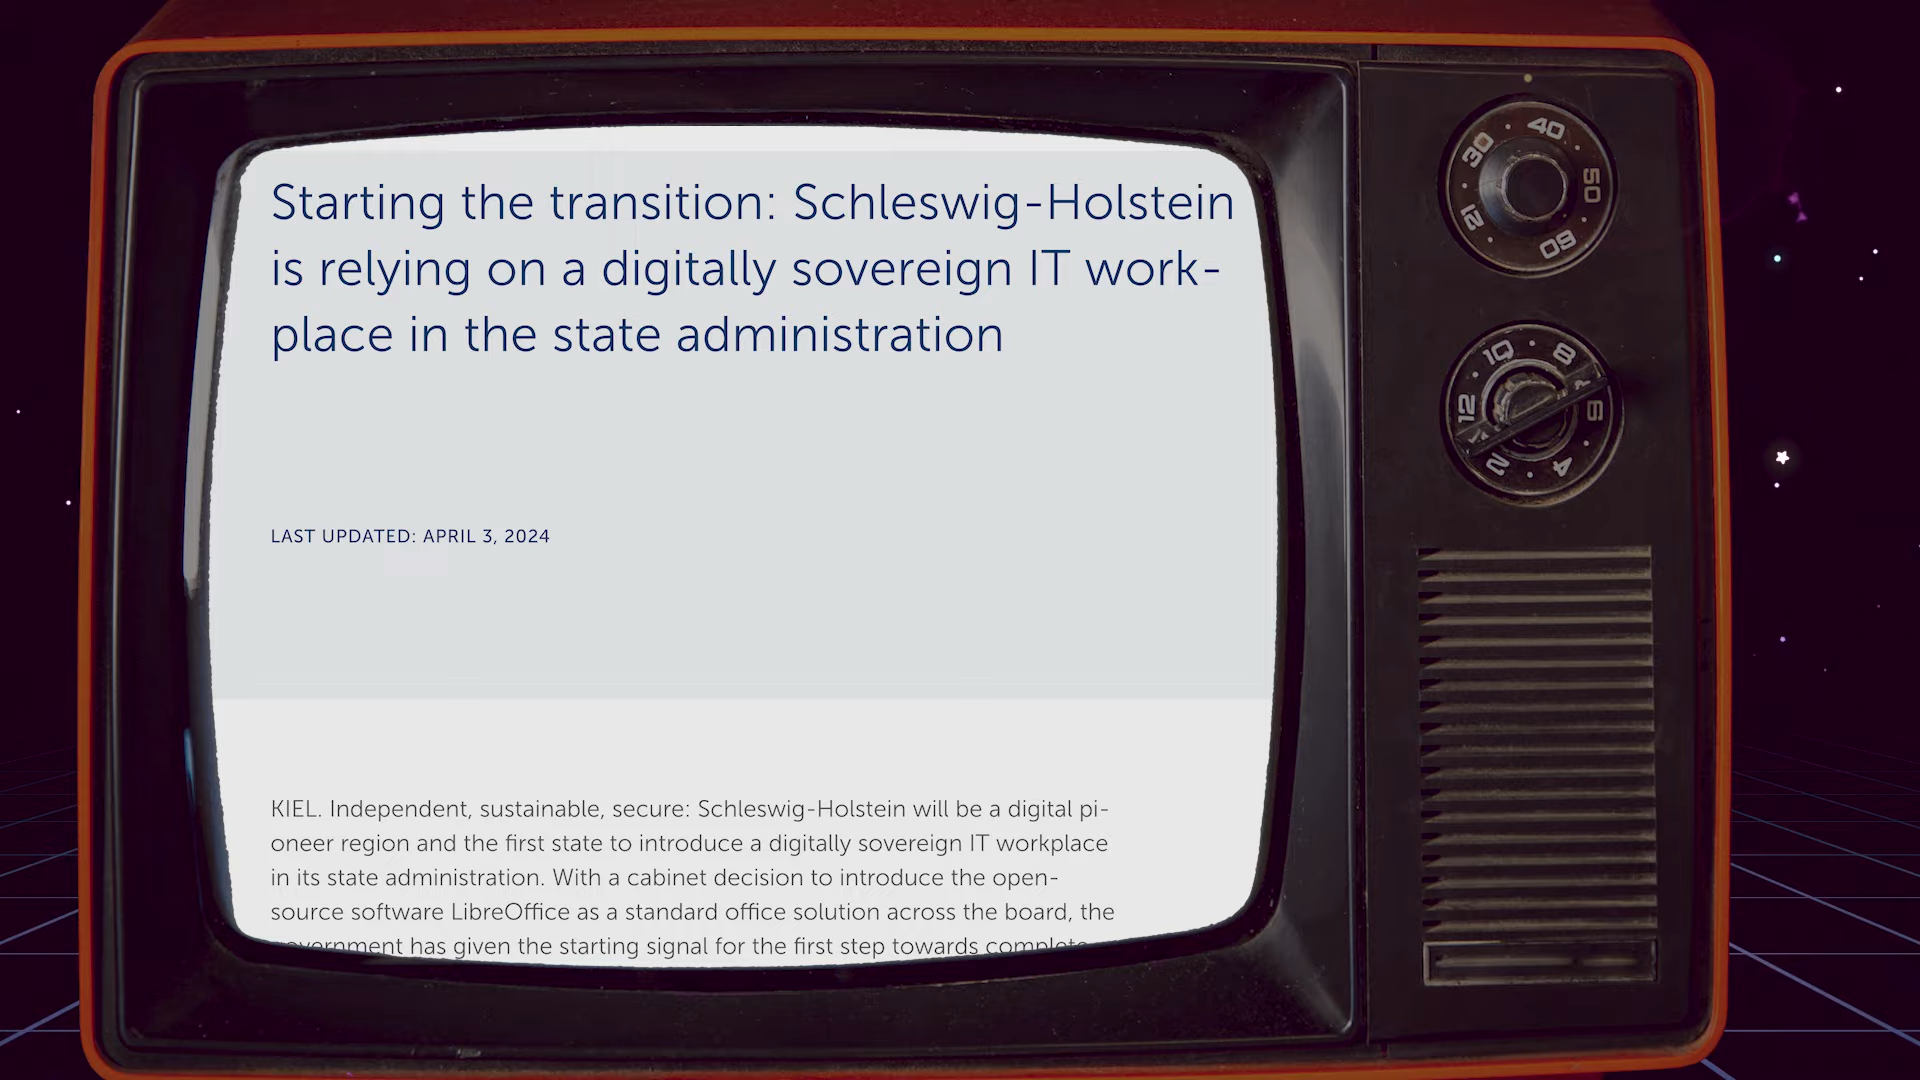 Starting the transition: Schleswig-Holstein
is relying on a digitally sovereign IT work-
place in the state administration
LAST UPDATED: APRIL 3, 2024
KIEL. Independent, sustainable, secure: Schleswig-Holstein will be a digital pi-
oneer region and the first state to introduce a digitally sovereign IT workplace
in its state administration. With a cabinet decision to introduce the open-
source software LibreOffice as a standard office solution across the board, the
government has given the starting signal for the first step towards complete
30 40 50 60 21
10 8 6 4 2 12